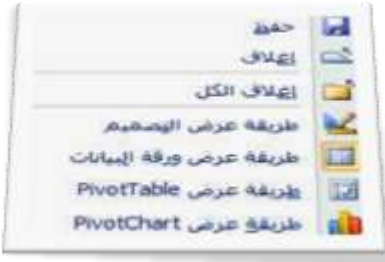 حفظ
إغلاق
إغلاق الكل
طريقة عرض التصميم
طريقة عرض ورقة البيانات
طريقة عرض PivotTable
طريقة عرض PivotChart